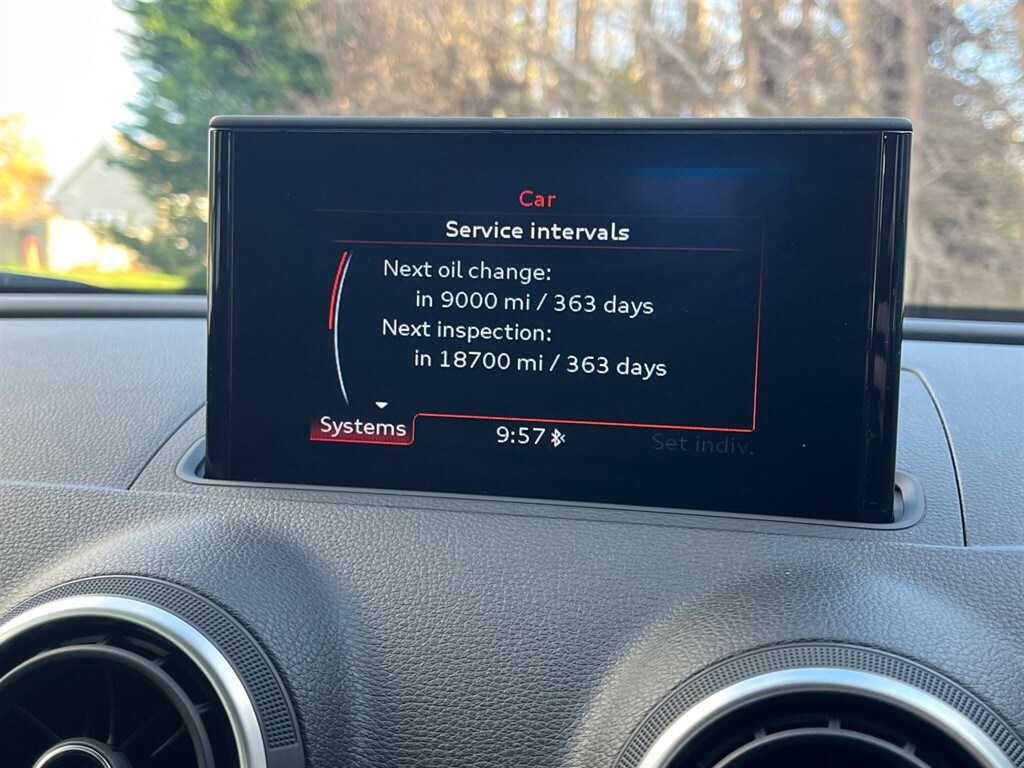 Car
Service intervals
Next oil change:
in 9000 mi / 363 days
Next inspection:
in 18700 mi / 363 days
Systems
9:57
Set indiv.